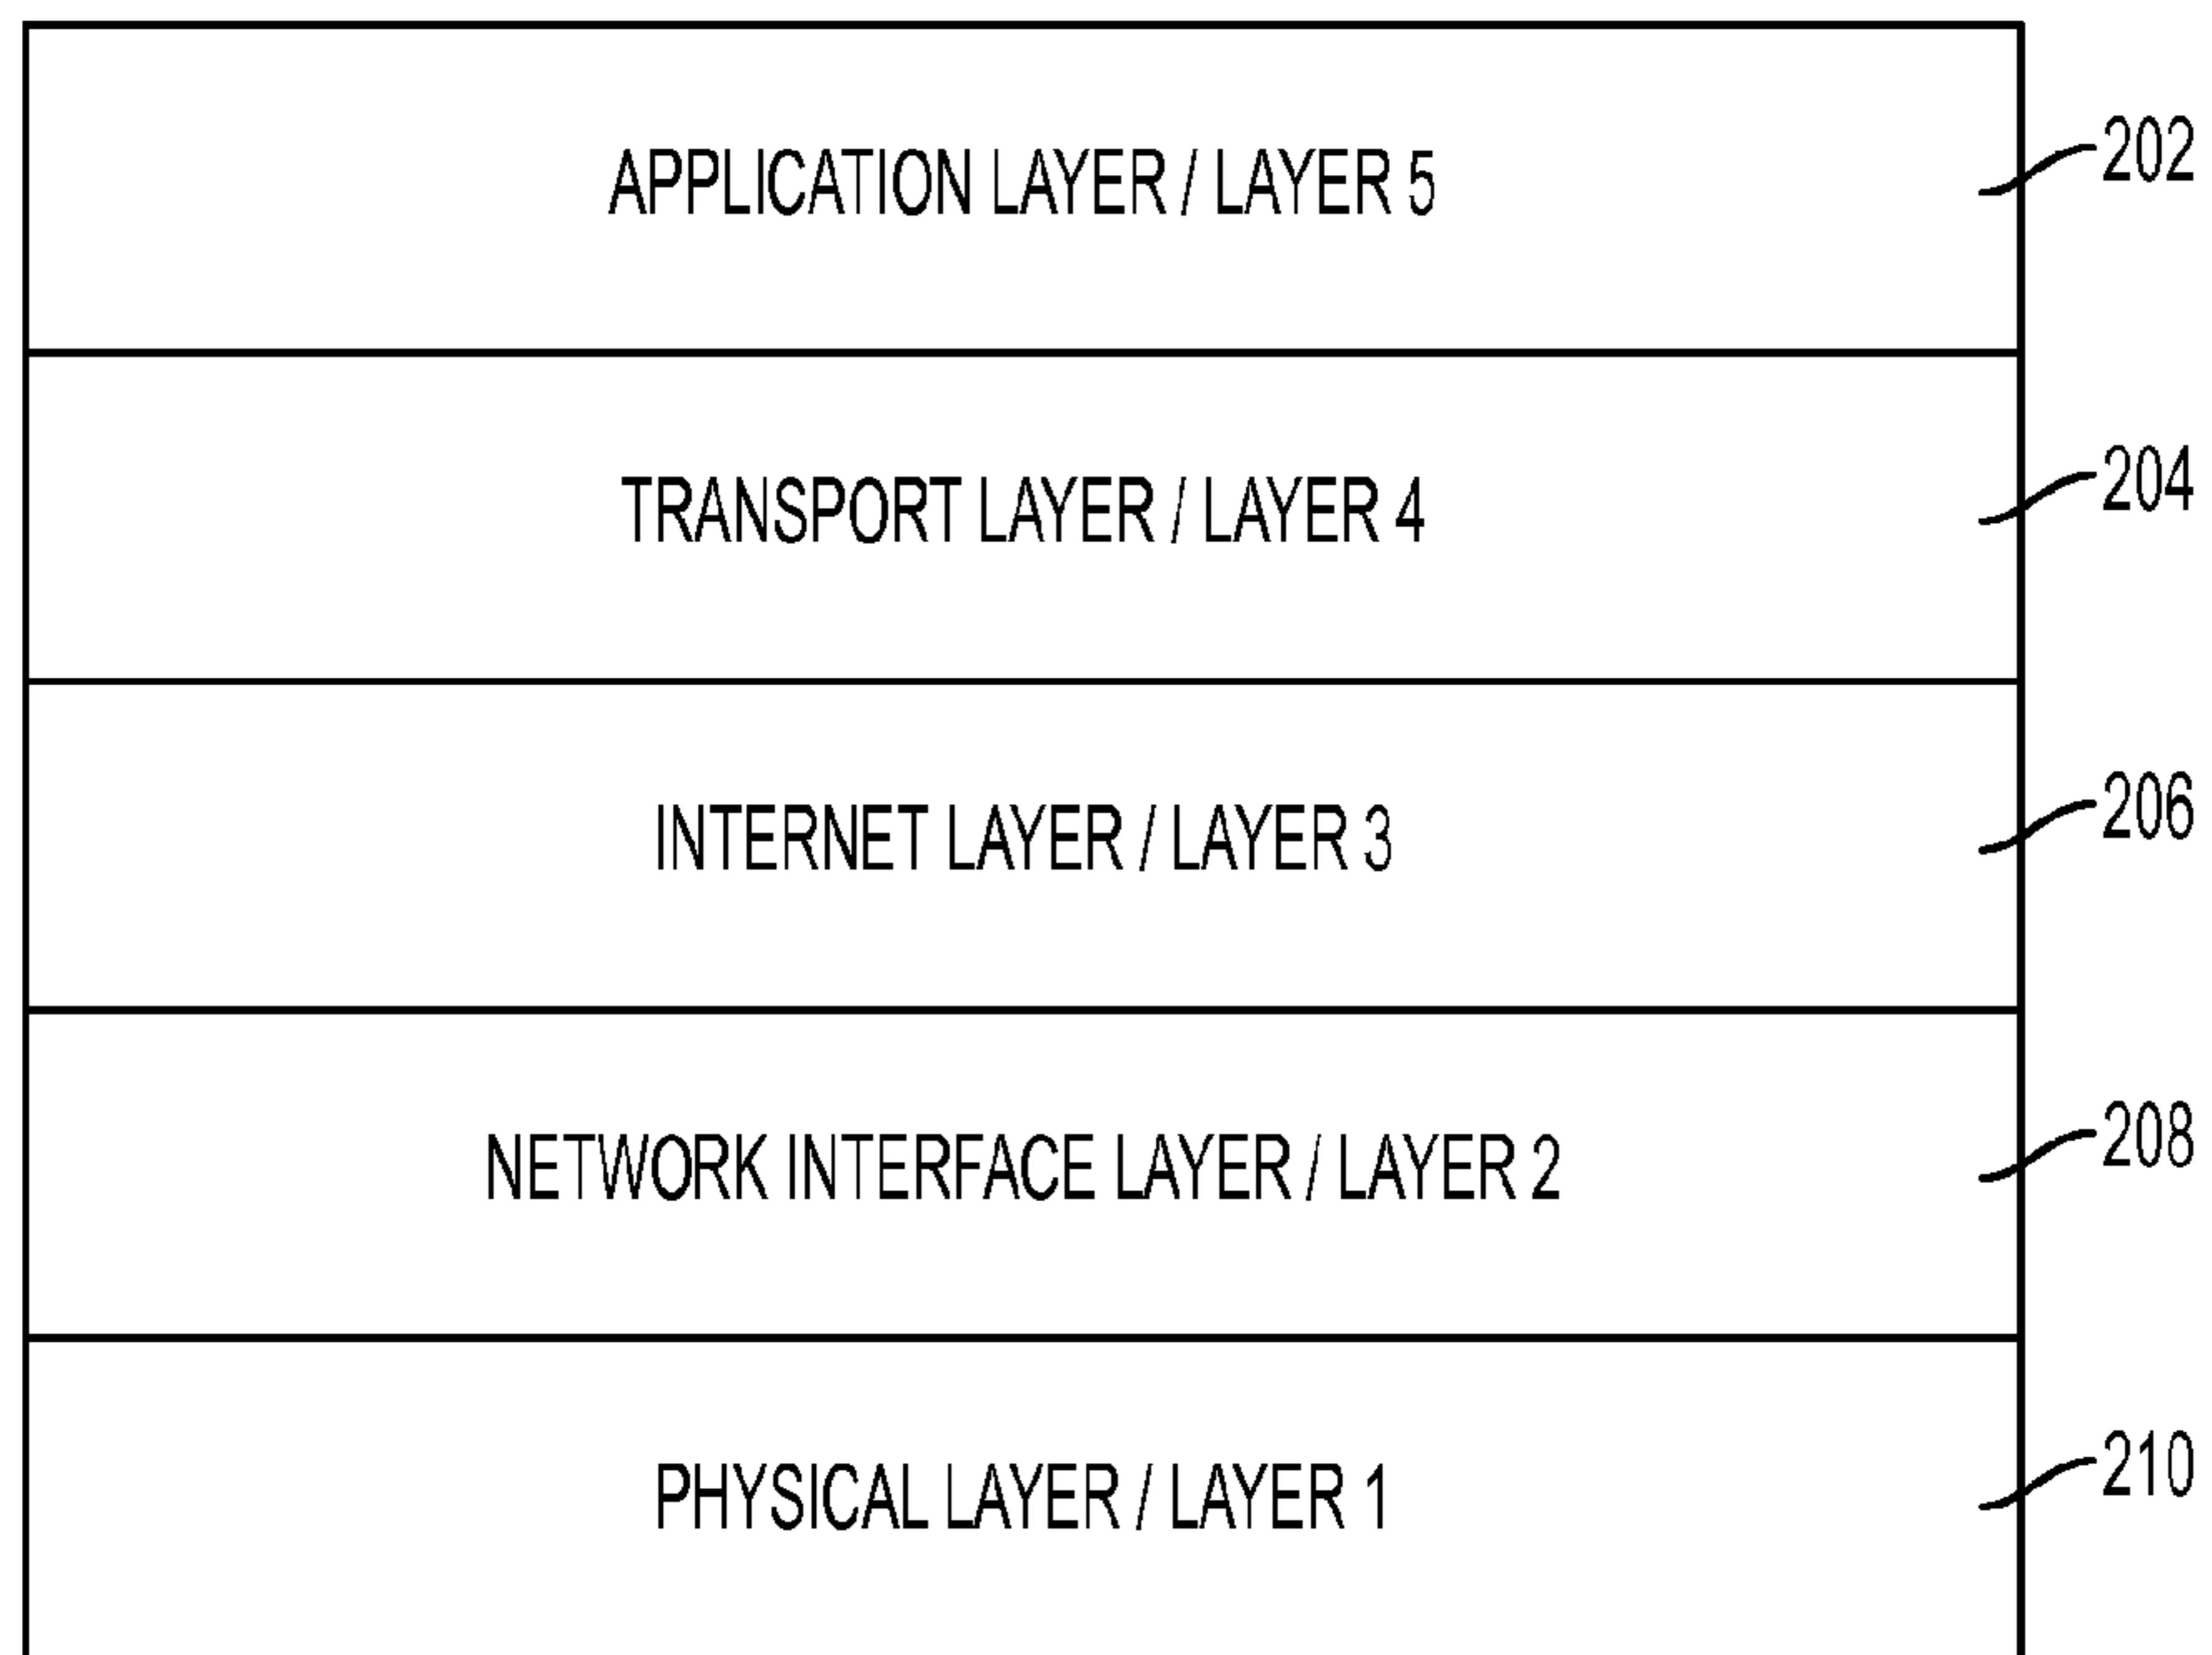 APPLICATION LAYER / LAYER 5
202
TRANSPORT LAYER / LAYER 4
204
INTERNET LAYER / LAYER 3
206
NETWORK INTERFACE LAYER / LAYER 2
208
PHYSICAL LAYER / LAYER 1
210